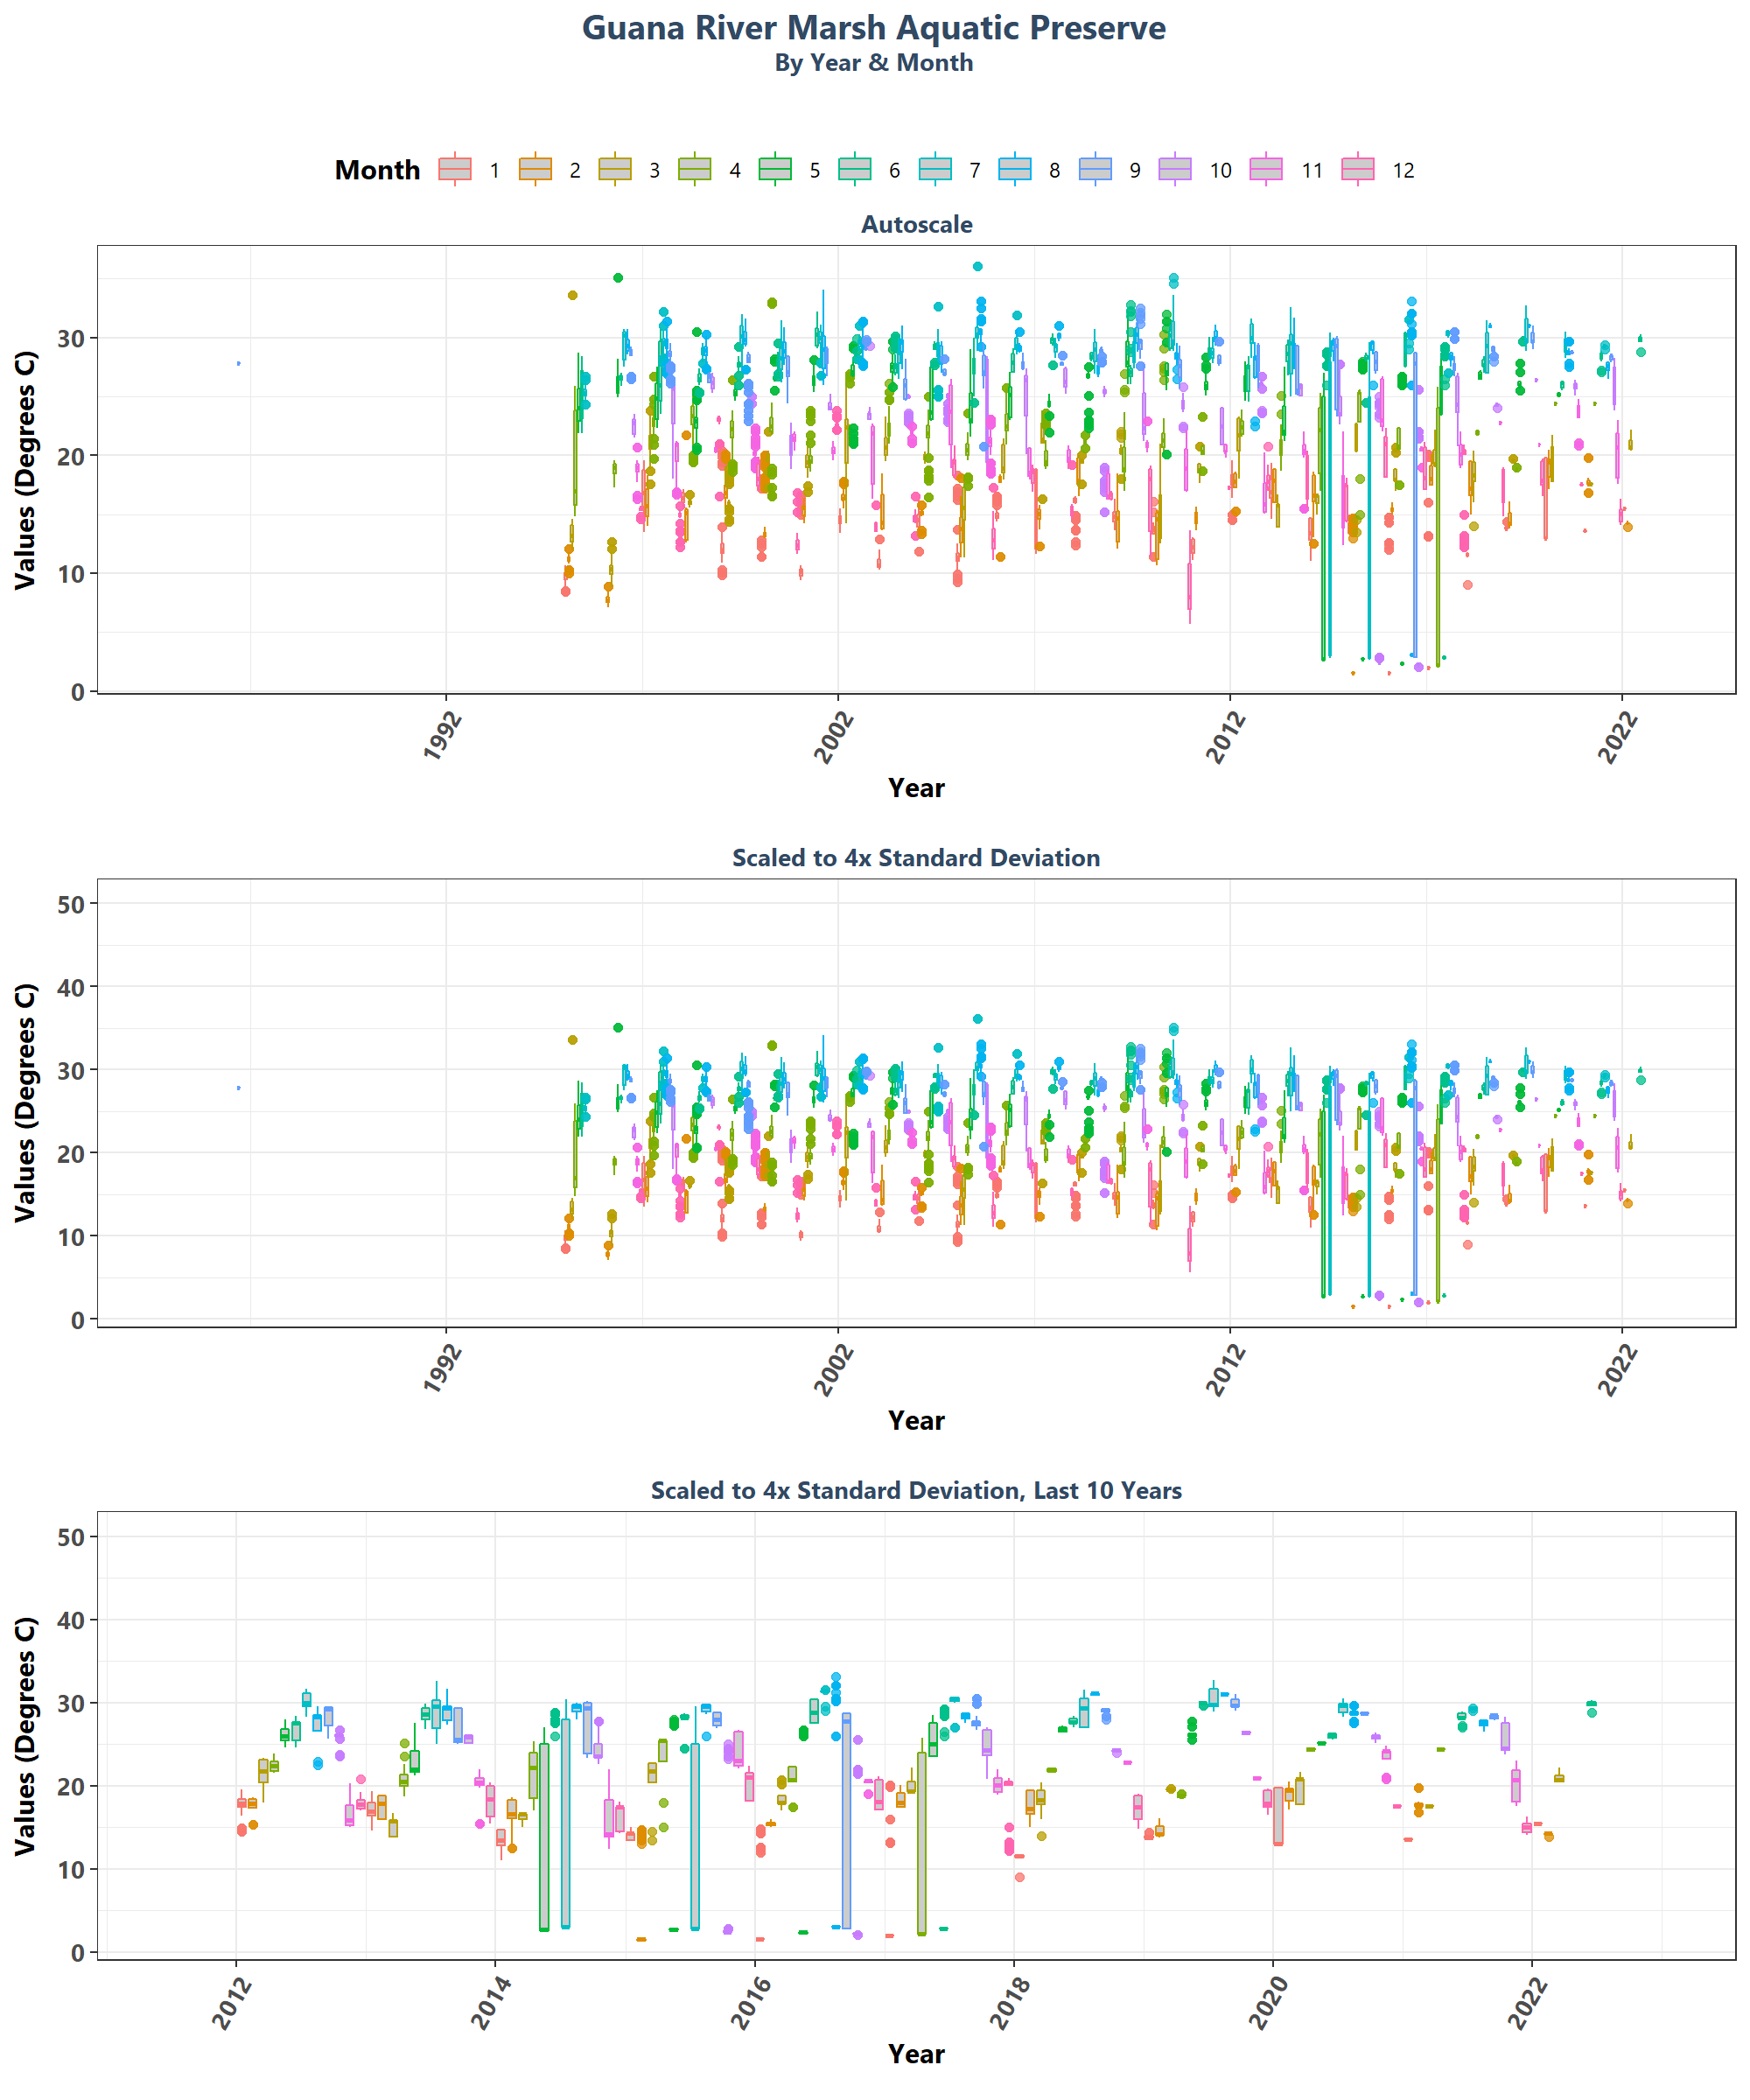 Guana River Marsh Aquatic Preserve
By Year & Month
Month 1 2 3 4 5 6 7 8 9 10 11 12
Autoscale
Values (Degrees C)
30
20
10
0
1992 2002 2012 2022
Year
Scaled to 4x Standard Deviation
Values (Degrees C)
50
40
30
20
10
0
1992 2002 2012 2022
Year
Scaled to 4x Standard Deviation, Last 10 Years
Values (Degrees C)
50
40
30
20
10
0
2012 2014 2016 2018 2020 2022
Year